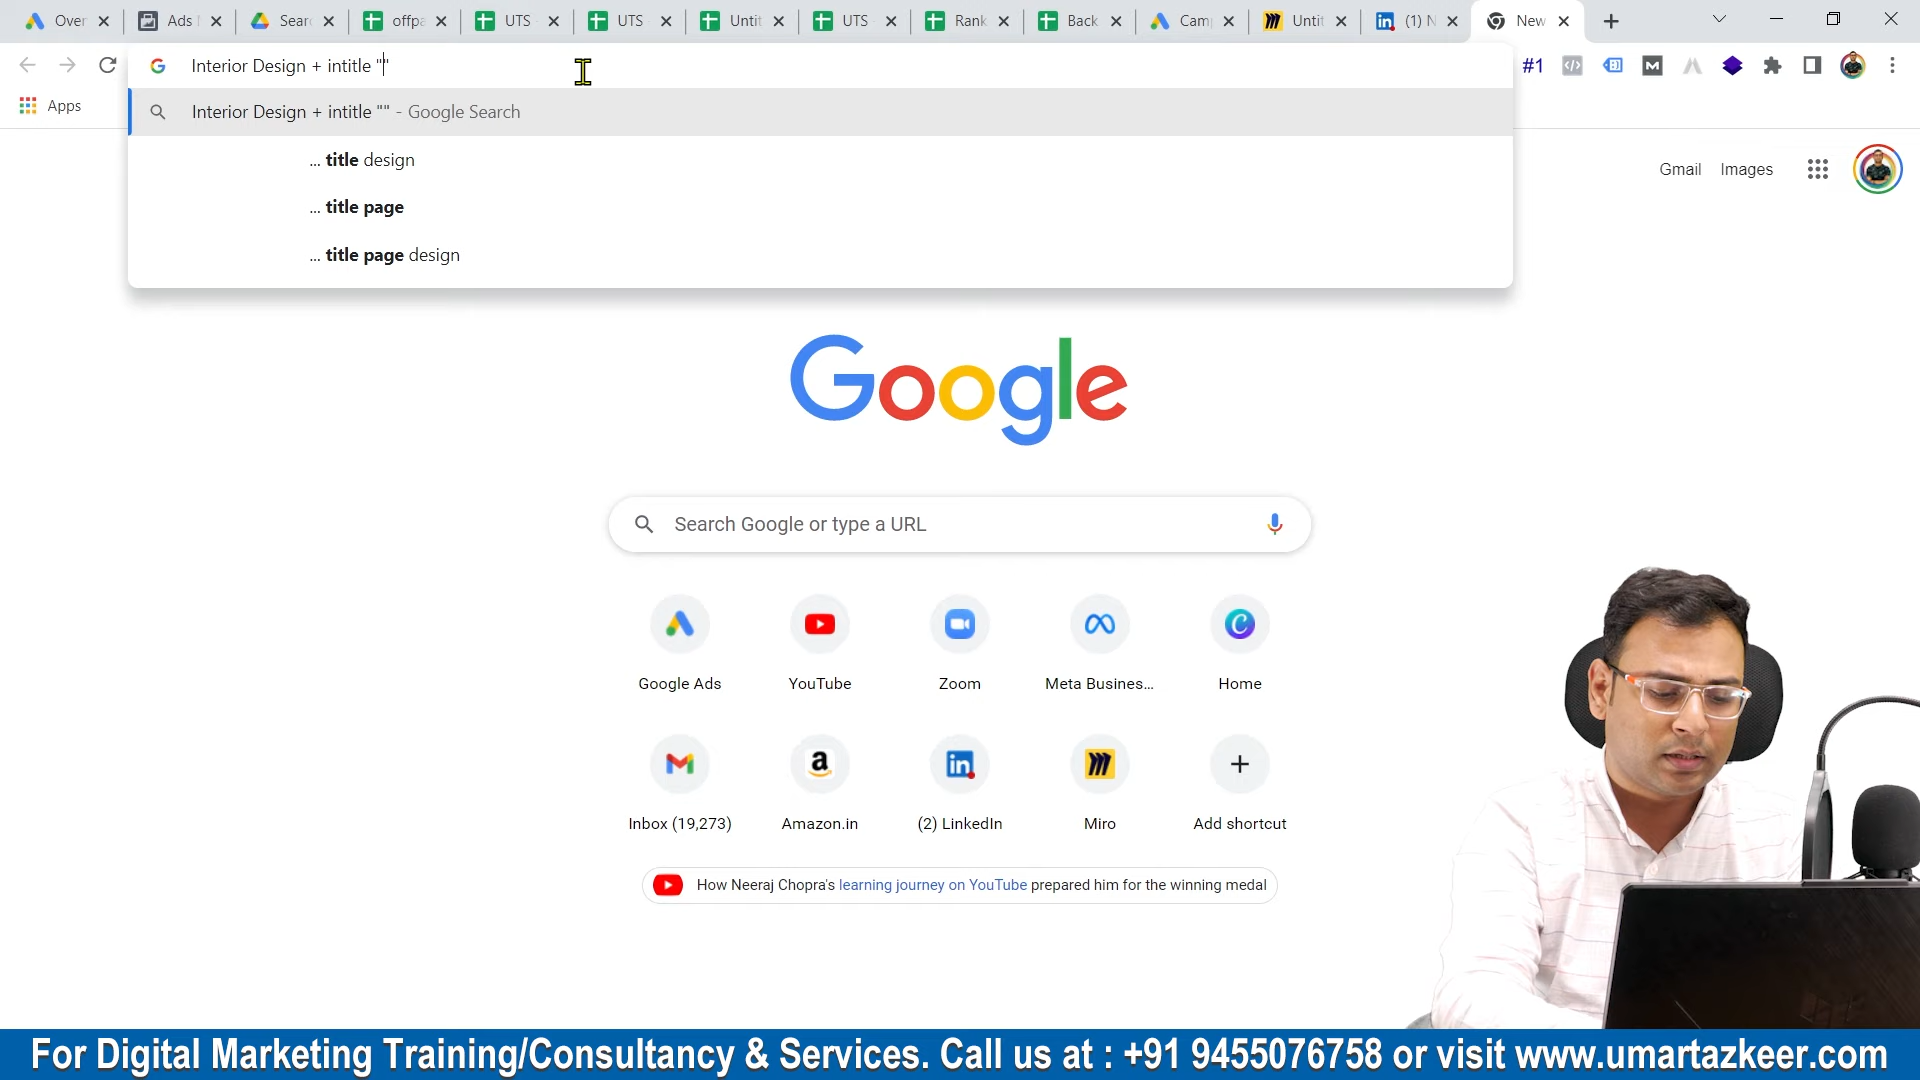 Over
Ads
Sear
offpa
UTS
UTS
Untit
UTS
Rank
Back
Cam
Untit
(1) N
New
Interior Design + intitle ""
#1
Apps
Interior Design + intitle "" - Google Search
... title design
... title page
... title page design
Gmail
Images
Google
Search Google or type a URL
Google Ads
YouTube
Zoom
Meta Busines...
Home
Inbox (19,273)
Amazon.in
(2) LinkedIn
Miro
Add shortcut
How Neeraj Chopra's learning journey on YouTube prepared him for the winning medal
For Digital Marketing Training/Consultancy & Services. Call us at : +91 9455076758 or visit www.umartazkeer.com